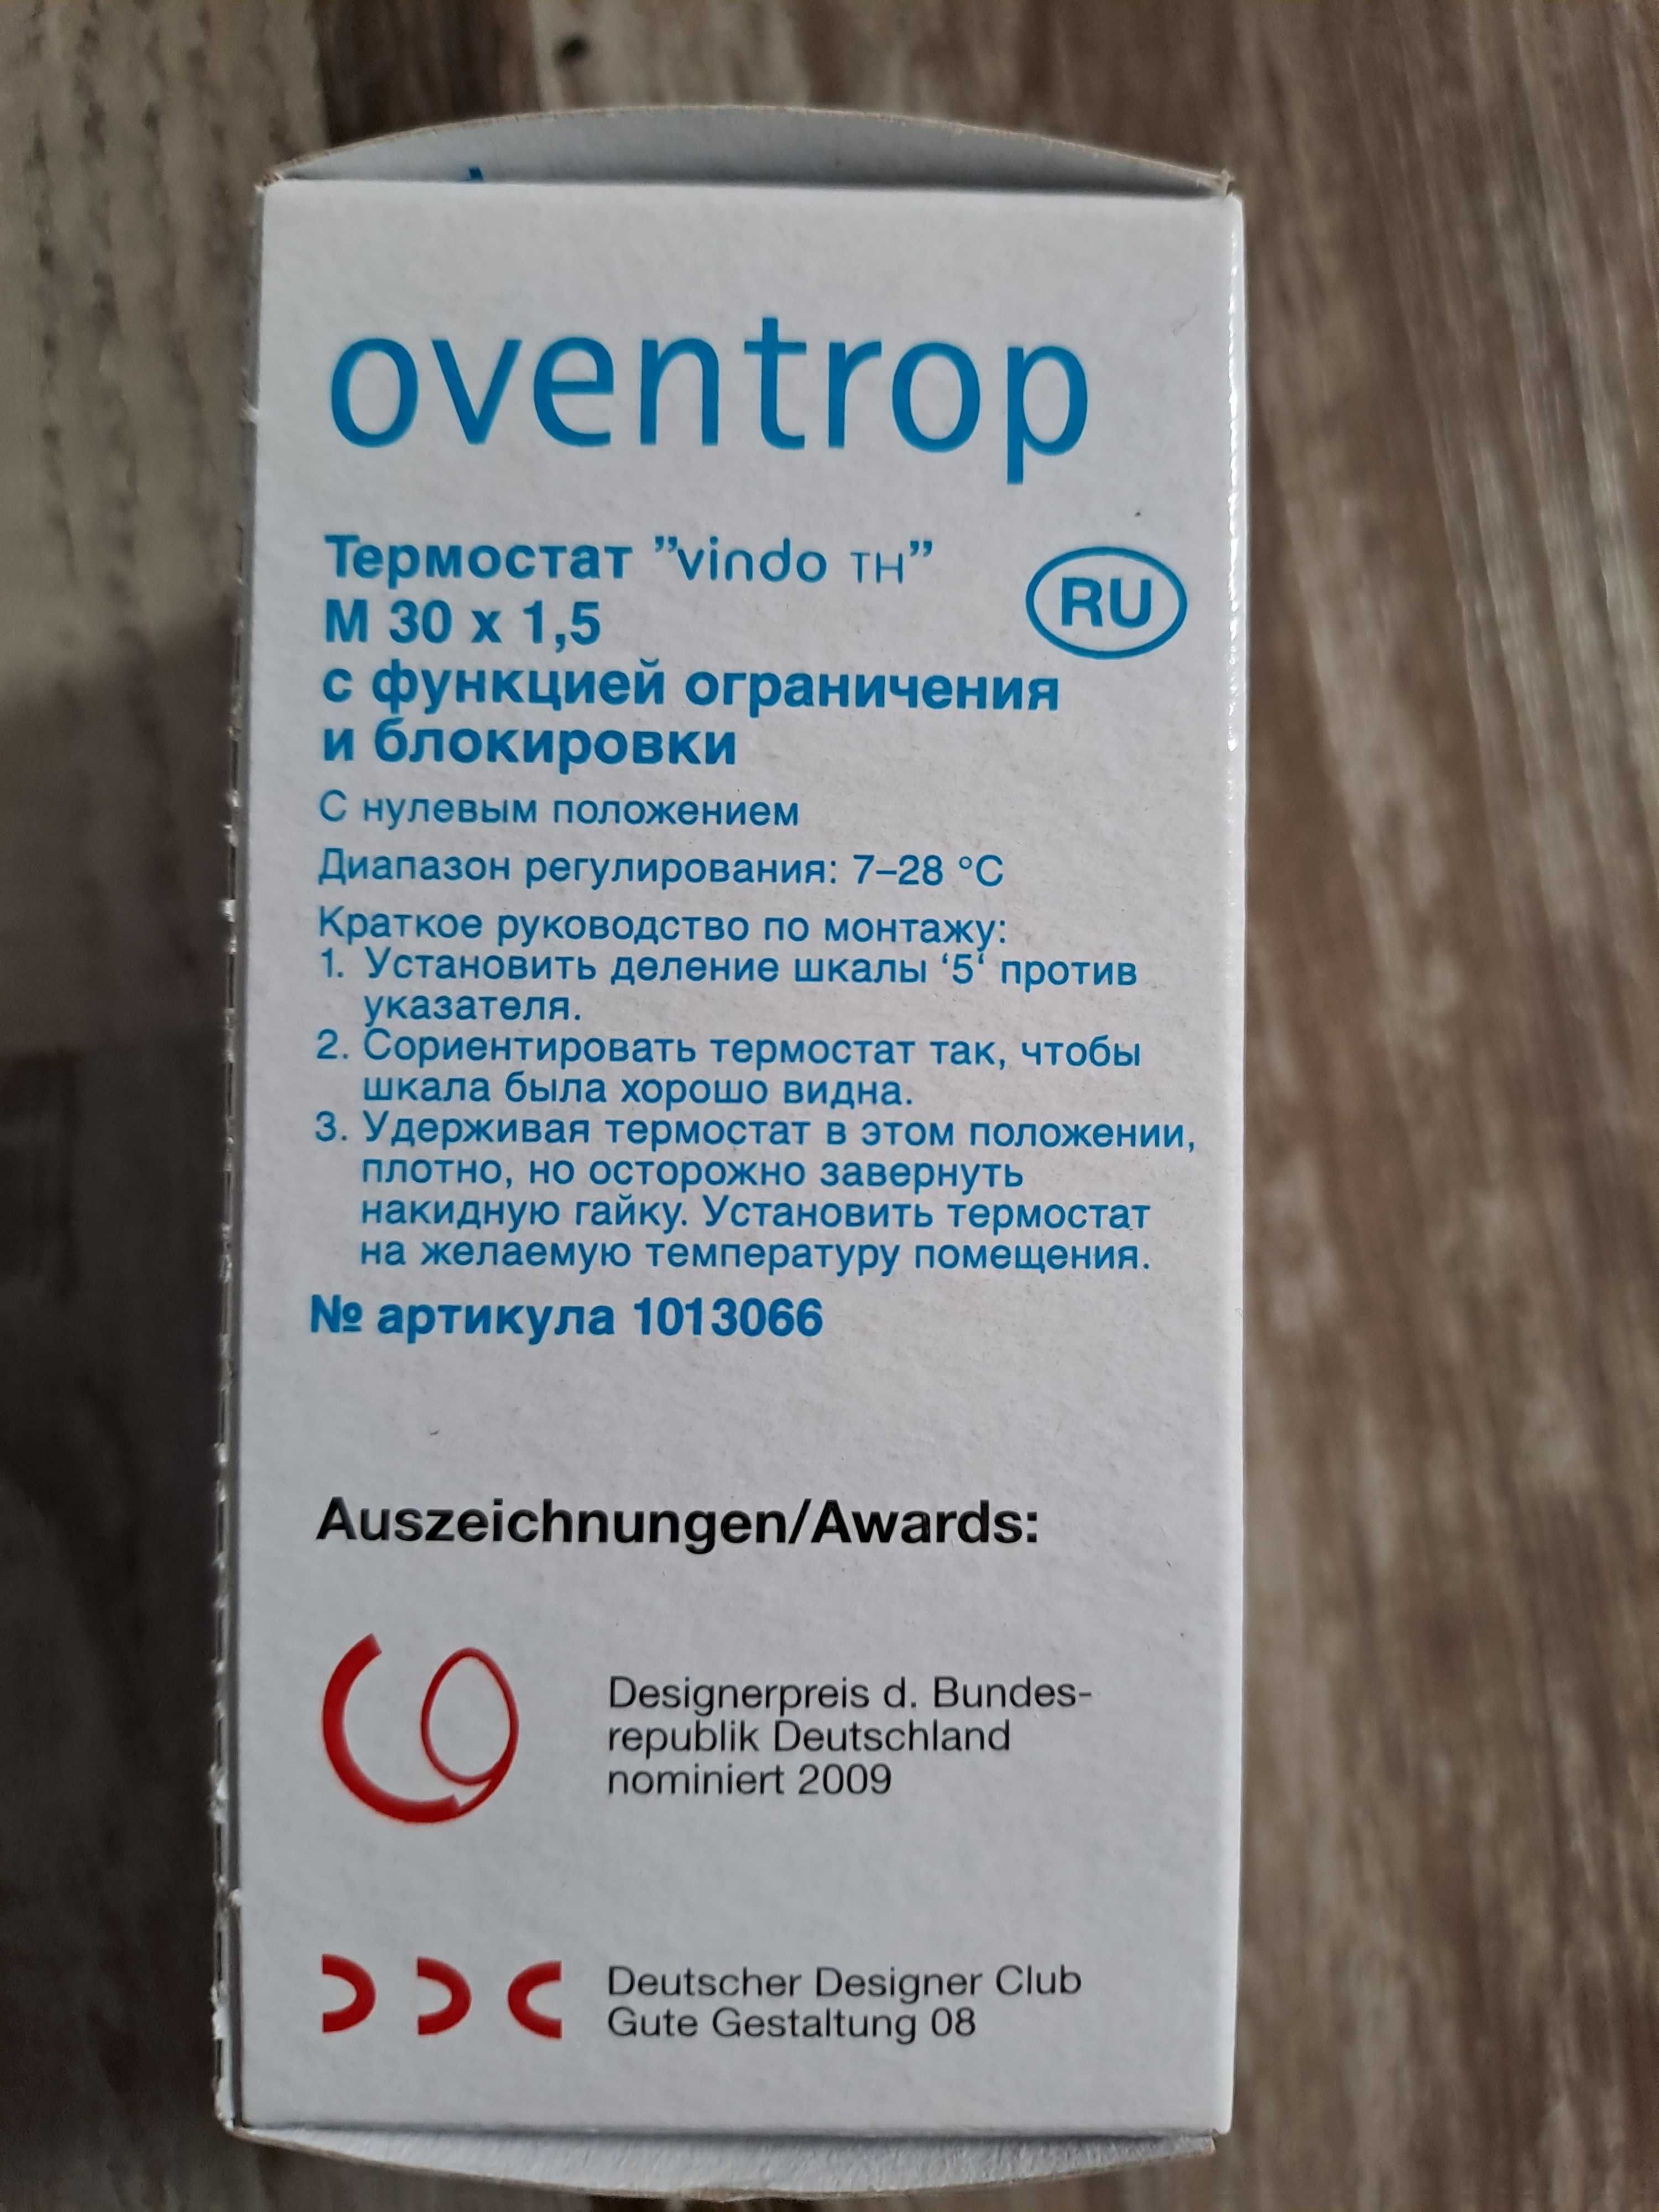 oventrop
Термостат ”vindo TH”
M 30 x 1,5
RU
с функцией ограничения
и блокировки
С нулевым положением
Диапазон регулирования: 7–28 °C
Краткое руководство по монтажу:
1. Установить деление шкалы ‘5‘ против
указателя.
2. Сориентировать термостат так, чтобы
шкала была хорошо видна.
3. Удерживая термостат в этом положении,
плотно, но осторожно завернуть
накидную гайку. Установить термостат
на желаемую температуру помещения.
№ артикула 1013066
Auszeichnungen/Awards:
Designerpreis d. Bundes-
republik Deutschland
nominiert 2009
Deutscher Designer Club
Gute Gestaltung 08